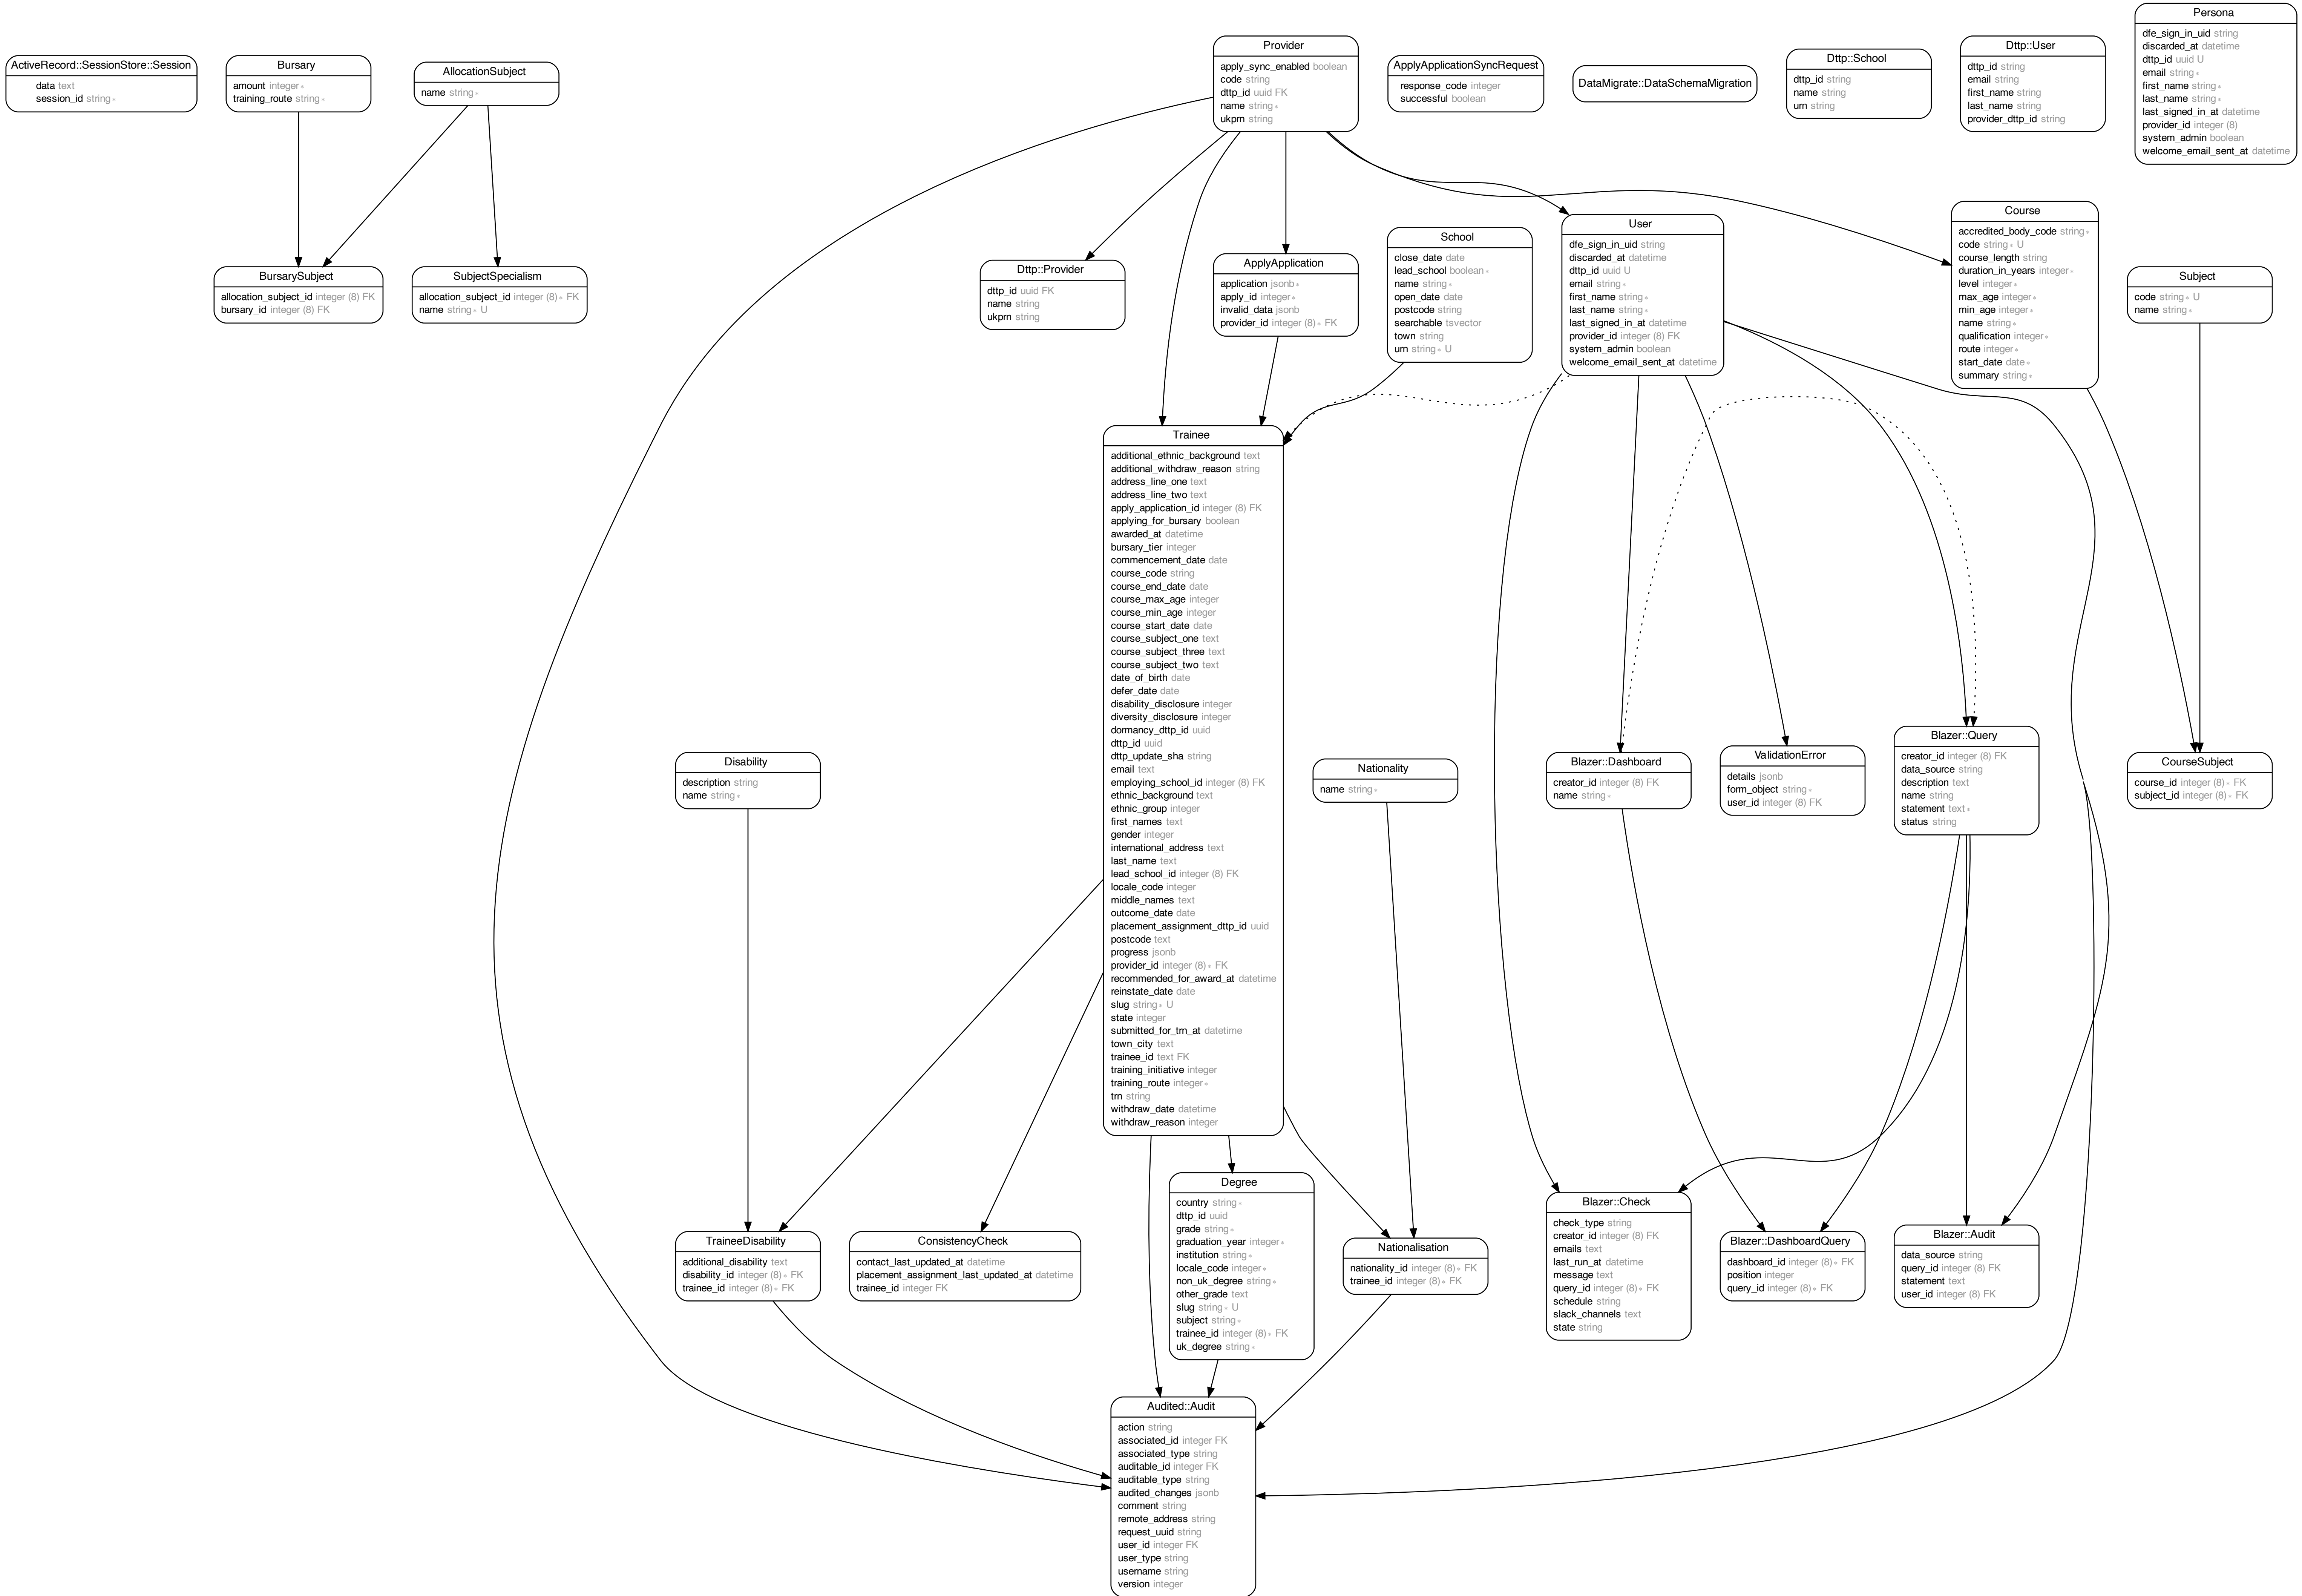 ActiveRecord::SessionStore::Session
data text
session_id string ∗
Bursary
amount integer ∗
training_route string ∗
AllocationSubject
name string ∗
Provider
apply_sync_enabled boolean
code string
dttp_id uuid FK
name string ∗
ukprn string
ApplyApplicationSyncRequest
response_code integer
successful boolean
DataMigrate::DataSchemaMigration
Dttp::School
dttp_id string
name string
urn string
Dttp::User
dttp_id string
email string
first_name string
last_name string
provider_dttp_id string
Persona
dfe_sign_in_uid string
discarded_at datetime
dttp_id uuid U
email string ∗
first_name string ∗
last_name string ∗
last_signed_in_at datetime
provider_id integer (8)
system_admin boolean
welcome_email_sent_at datetime
BursarySubject
allocation_subject_id integer (8) FK
bursary_id integer (8) FK
SubjectSpecialism
allocation_subject_id integer (8) ∗ FK
name string ∗ U
Dttp::Provider
dttp_id uuid FK
name string
ukprn string
ApplyApplication
application jsonb ∗
apply_id integer ∗
invalid_data jsonb
provider_id integer (8) ∗ FK
School
close_date date
lead_school boolean ∗
name string ∗
open_date date
postcode string
searchable tsvector
town string
urn string ∗ U
User
dfe_sign_in_uid string
discarded_at datetime
dttp_id uuid U
email string ∗
first_name string ∗
last_name string ∗
last_signed_in_at datetime
provider_id integer (8) FK
system_admin boolean
welcome_email_sent_at datetime
Course
accredited_body_code string ∗
code string ∗ U
course_length string
duration_in_years integer ∗
level integer ∗
max_age integer ∗
min_age integer ∗
name string ∗
qualification integer ∗
route integer ∗
start_date date ∗
summary string ∗
Subject
code string ∗ U
name string ∗
Trainee
additional_ethnic_background text
additional_withdraw_reason string
address_line_one text
address_line_two text
apply_application_id integer (8) FK
applying_for_bursary boolean
awarded_at datetime
bursary_tier integer
commencement_date date
course_code string
course_end_date date
course_max_age integer
course_min_age integer
course_start_date date
course_subject_one text
course_subject_three text
course_subject_two text
date_of_birth date
defer_date date
disability_disclosure integer
diversity_disclosure integer
dormancy_dttp_id uuid
dttp_id uuid
dttp_update_sha string
email text
employing_school_id integer (8) FK
ethnic_background text
ethnic_group integer
first_names text
gender integer
international_address text
last_name text
lead_school_id integer (8) FK
locale_code integer
middle_names text
outcome_date date
placement_assignment_dttp_id uuid
postcode text
progress jsonb
provider_id integer (8) ∗ FK
recommended_for_award_at datetime
reinstate_date date
slug string ∗ U
state integer
submitted_for_trn_at datetime
town_city text
trainee_id text FK
training_initiative integer
training_route integer ∗
trn string
withdraw_date datetime
withdraw_reason integer
Disability
description string
name string ∗
Nationality
name string ∗
Blazer::Dashboard
creator_id integer (8) FK
name string ∗
ValidationError
details jsonb
form_object string ∗
user_id integer (8) FK
Blazer::Query
creator_id integer (8) FK
data_source string
description text
name string
statement text ∗
status string
CourseSubject
course_id integer (8) ∗ FK
subject_id integer (8) ∗ FK
TraineeDisability
additional_disability text
disability_id integer (8) ∗ FK
trainee_id integer (8) ∗ FK
ConsistencyCheck
contact_last_updated_at datetime
placement_assignment_last_updated_at datetime
trainee_id integer FK
Degree
country string ∗
dttp_id uuid
grade string ∗
graduation_year integer ∗
institution string ∗
locale_code integer ∗
non_uk_degree string ∗
other_grade text
slug string ∗ U
subject string ∗
trainee_id integer (8) ∗ FK
uk_degree string ∗
Nationalisation
nationality_id integer (8) ∗ FK
trainee_id integer (8) ∗ FK
Blazer::Check
check_type string
creator_id integer (8) FK
emails text
last_run_at datetime
message text
query_id integer (8) ∗ FK
schedule string
slack_channels text
state string
Blazer::DashboardQuery
dashboard_id integer (8) ∗ FK
position integer
query_id integer (8) ∗ FK
Blazer::Audit
data_source string
query_id integer (8) FK
statement text
user_id integer (8) FK
Audited::Audit
action string
associated_id integer FK
associated_type string
auditable_id integer FK
auditable_type string
audited_changes jsonb
comment string
remote_address string
request_uuid string
user_id integer FK
user_type string
username string
version integer